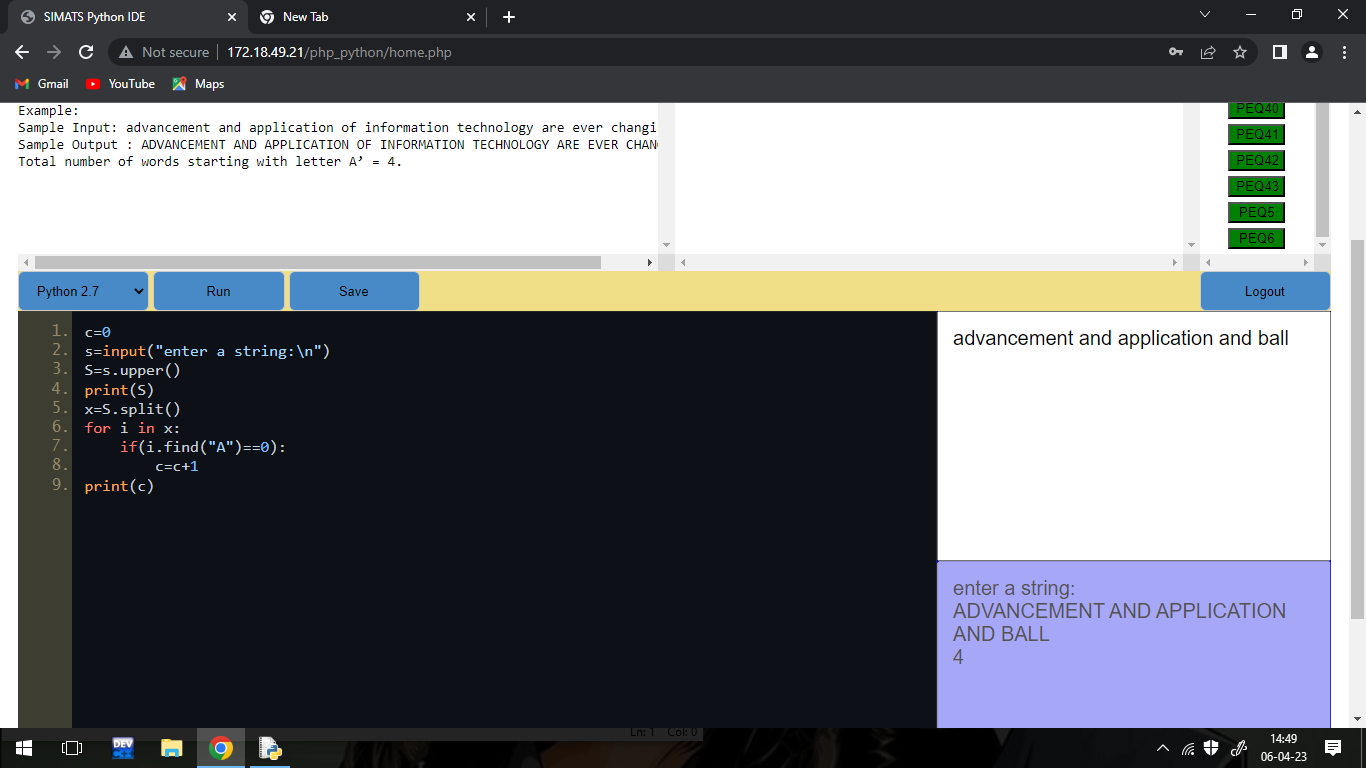 SIMATS Python IDE
New Tab
Not secure
172.18.49.21/php_python/home.php
Gmail
YouTube
Maps
Example:
Sample Input: advancement and application of information technology are ever changi
Sample Output : ADVANCEMENT AND APPLICATION OF INFORMATION TECHNOLOGY ARE EVER CHAN
Total number of words starting with letter A’ = 4.
PEQ40
PEQ41
PEQ42
PEQ43
PEQ5
PEQ6
Python 2.7
Run
Save
Logout
1. c=0
2. s=input("enter a string:\n")
3. S=s.upper()
4. print(S)
5. x=S.split()
6. for i in x:
7. if(i.find("A")==0):
8. c=c+1
9. print(c)
advancement and application and ball
enter a string:
ADVANCEMENT AND APPLICATION
AND BALL
4
Ln: 1 Col: 0
DEV
14:49
06-04-23